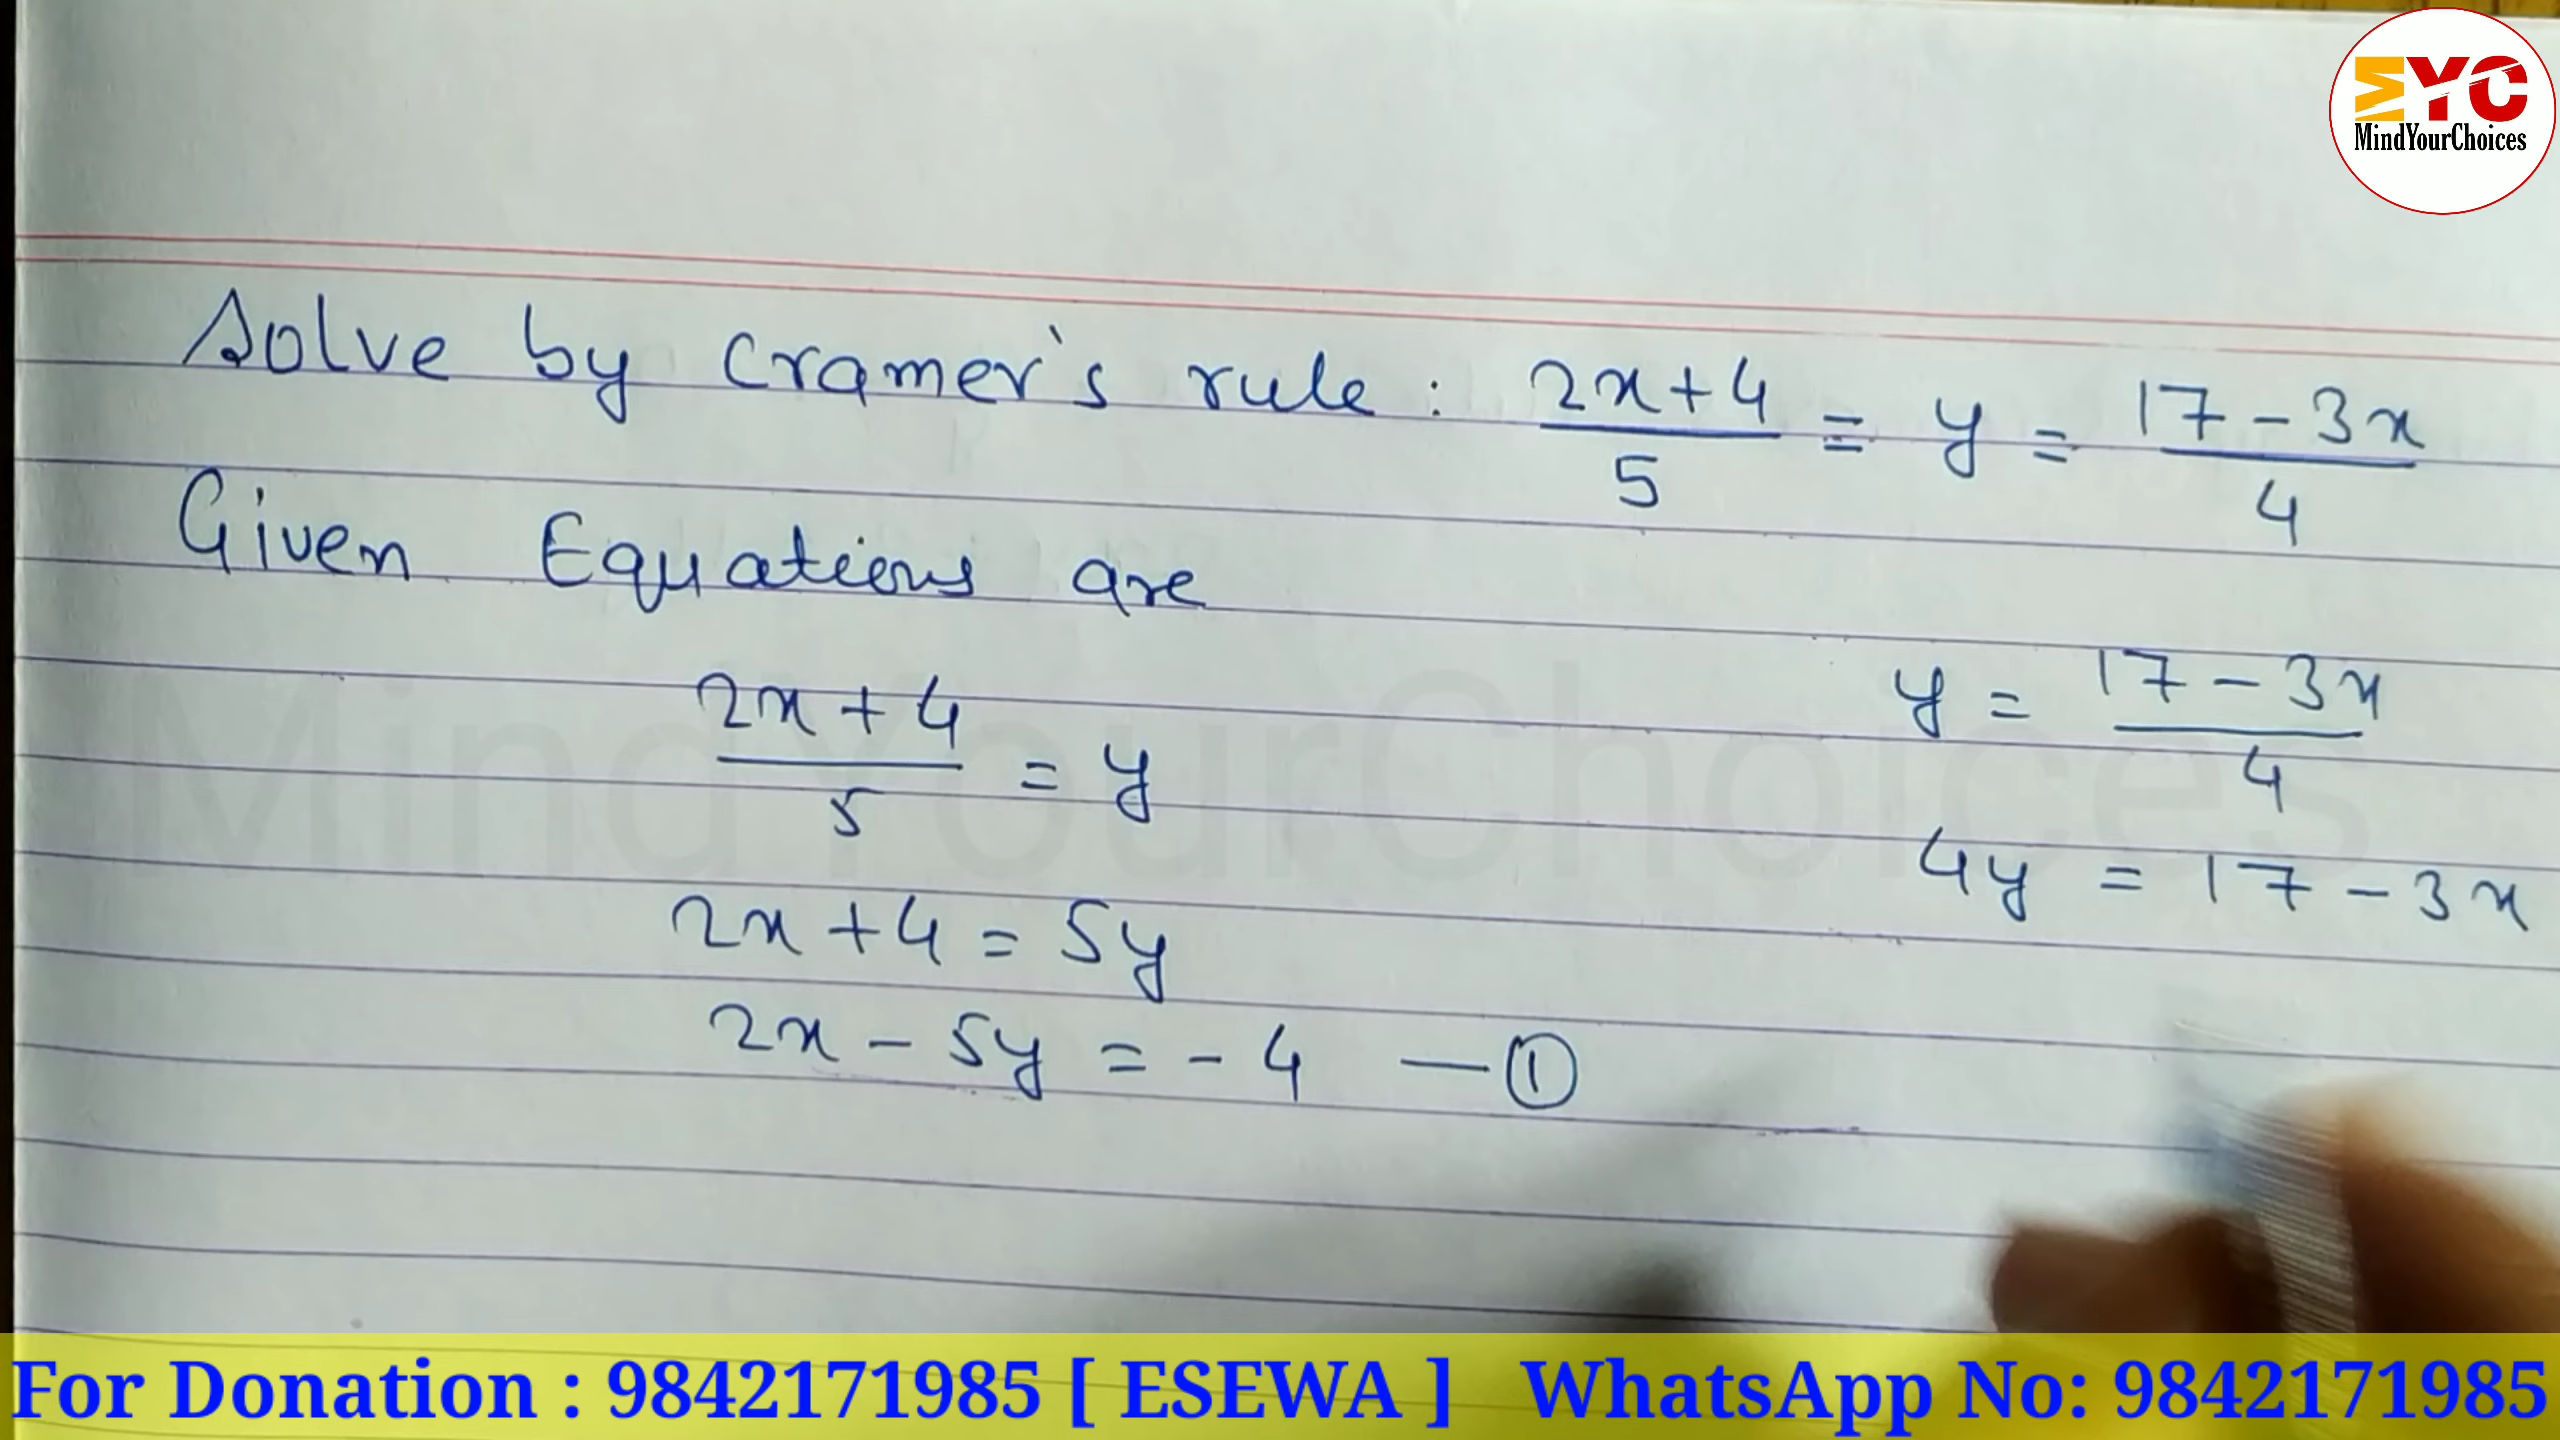 MYC
MindYourChoices
Solve by Cramer's rule : 2x+4/5 = y = 17-3x/4
Given Equations are
2x+4/5 = y
2x+4 = 5y
2x - 5y = -4 — ①
y = 17-3x/4
4y = 17-3x
MindYourChoices
For Donation : 9842171985 [ ESEWA ] WhatsApp No: 9842171985